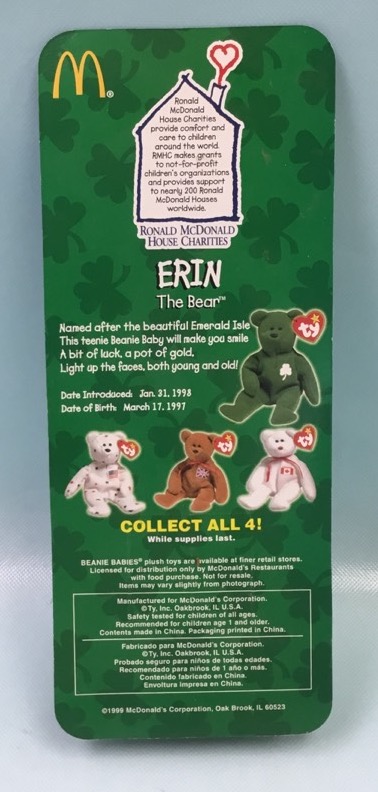 Ronald
McDonald
House Charities
provide comfort and
care to children
around the world.
RMHC makes grants
to not-for-profit
children's organizations
and provides support
to nearly 200 Ronald
McDonald Houses
worldwide.
RONALD MCDONALD
HOUSE CHARITIES
ERIN
The Bear™
Named after the beautiful Emerald Isle
This teenie Beanie Baby will make you smile
A bit of luck, a pot of gold,
Light up the faces, both young and old!
Date Introduced: Jan. 31, 1998
Date of Birth: March 17, 1997
ty
ty
ty
ty
COLLECT ALL 4!
While supplies last.
BEANIE BABIES® plush toys are available at finer retail stores.
Licensed for distribution only by McDonald's Restaurants
with food purchase. Not for resale.
Items may vary slightly from photograph.
Manufactured for McDonald's Corporation.
©Ty, Inc. Oakbrook, IL U.S.A.
Safety tested for children of all ages.
Recommended for children age 1 and older.
Contents made in China. Packaging printed in China.
Fabricado para McDonald's Corporation.
©Ty, Inc. Oakbrook, IL U.S.A.
Probado seguro para niños de todas edades.
Recomendado para niños de 1 año o más.
Contenido fabricado en China.
Envoltura impresa en China.
©1999 McDonald's Corporation, Oak Brook, IL 60523